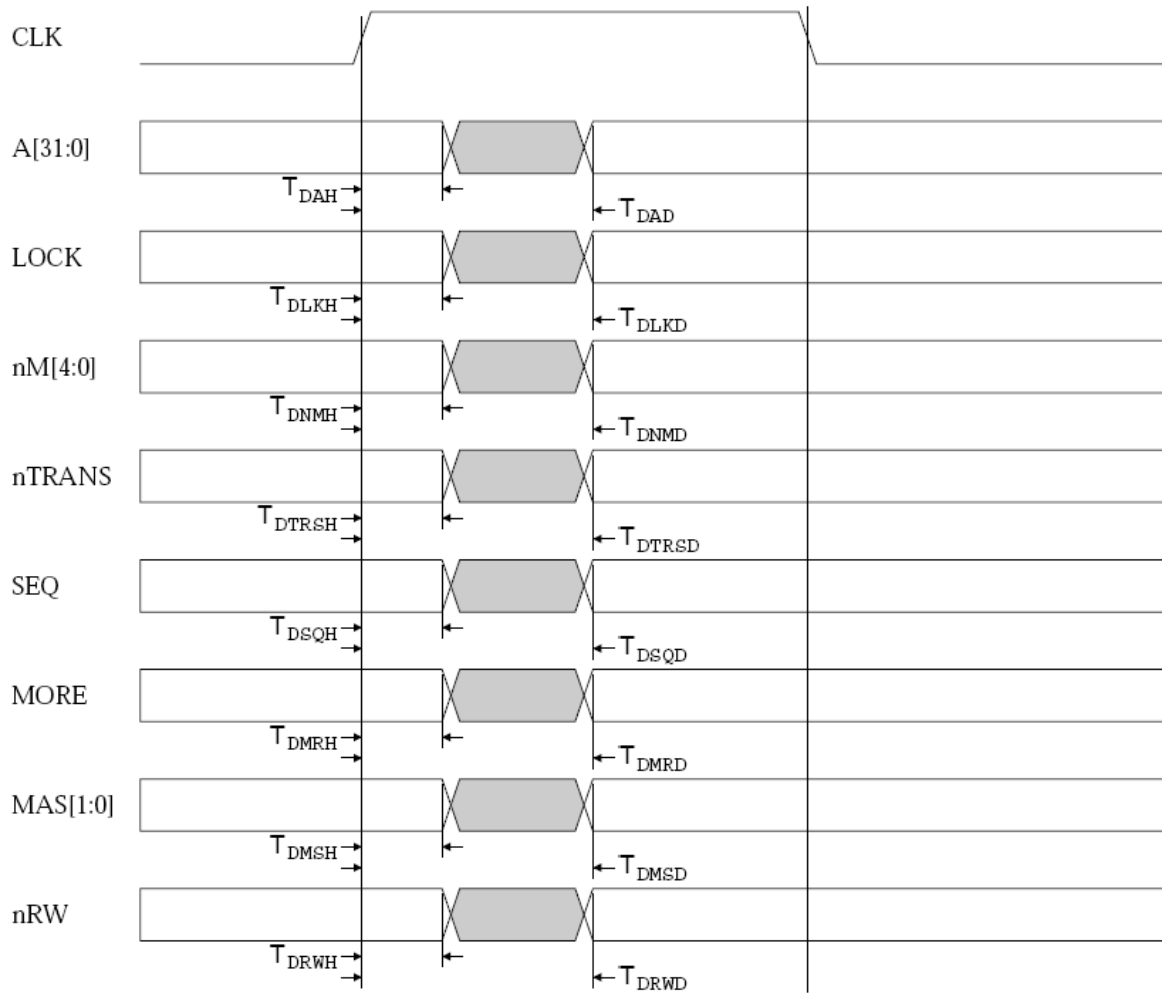 CLK
A[31:0]
TDAH
TDAD
LOCK
TDLKH
TDLKD
nM[4:0]
TDNMH
TDNMD
nTRANS
TDTRSH
TDTRSD
SEQ
TDSQH
TDSQD
MORE
TDMRH
TDMRD
MAS[1:0]
TDMSH
TDMSD
nRW
TDRWH
TDRWD